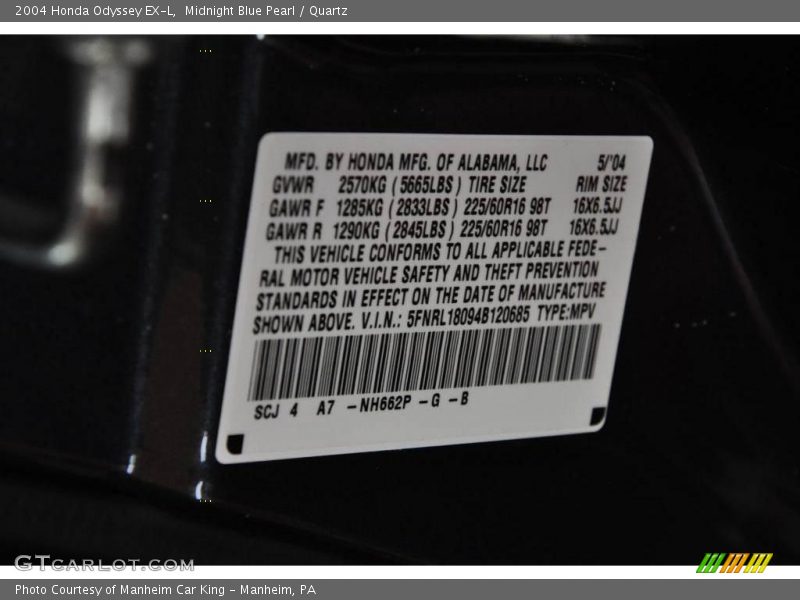 2004 Honda Odyssey EX-L, Midnight Blue Pearl / Quartz
MFD. BY HONDA MFG. OF ALABAMA, LLC 5/'04
GVWR 2570KG ( 5665LBS ) TIRE SIZE RIM SIZE
GAWR F 1285KG ( 2833LBS ) 225/60R16 98T 16X6.5JJ
GAWR R 1290KG ( 2845LBS ) 225/60R16 98T 16X6.5JJ
THIS VEHICLE CONFORMS TO ALL APPLICABLE FEDE-
RAL MOTOR VEHICLE SAFETY AND THEFT PREVENTION
STANDARDS IN EFFECT ON THE DATE OF MANUFACTURE
SHOWN ABOVE. V.I.N.: 5FNRL18094B120685 TYPE:MPV
SCJ 4 A7 -NH662P -G -B
GTCARLOT.COM
Photo Courtesy of Manheim Car King - Manheim, PA